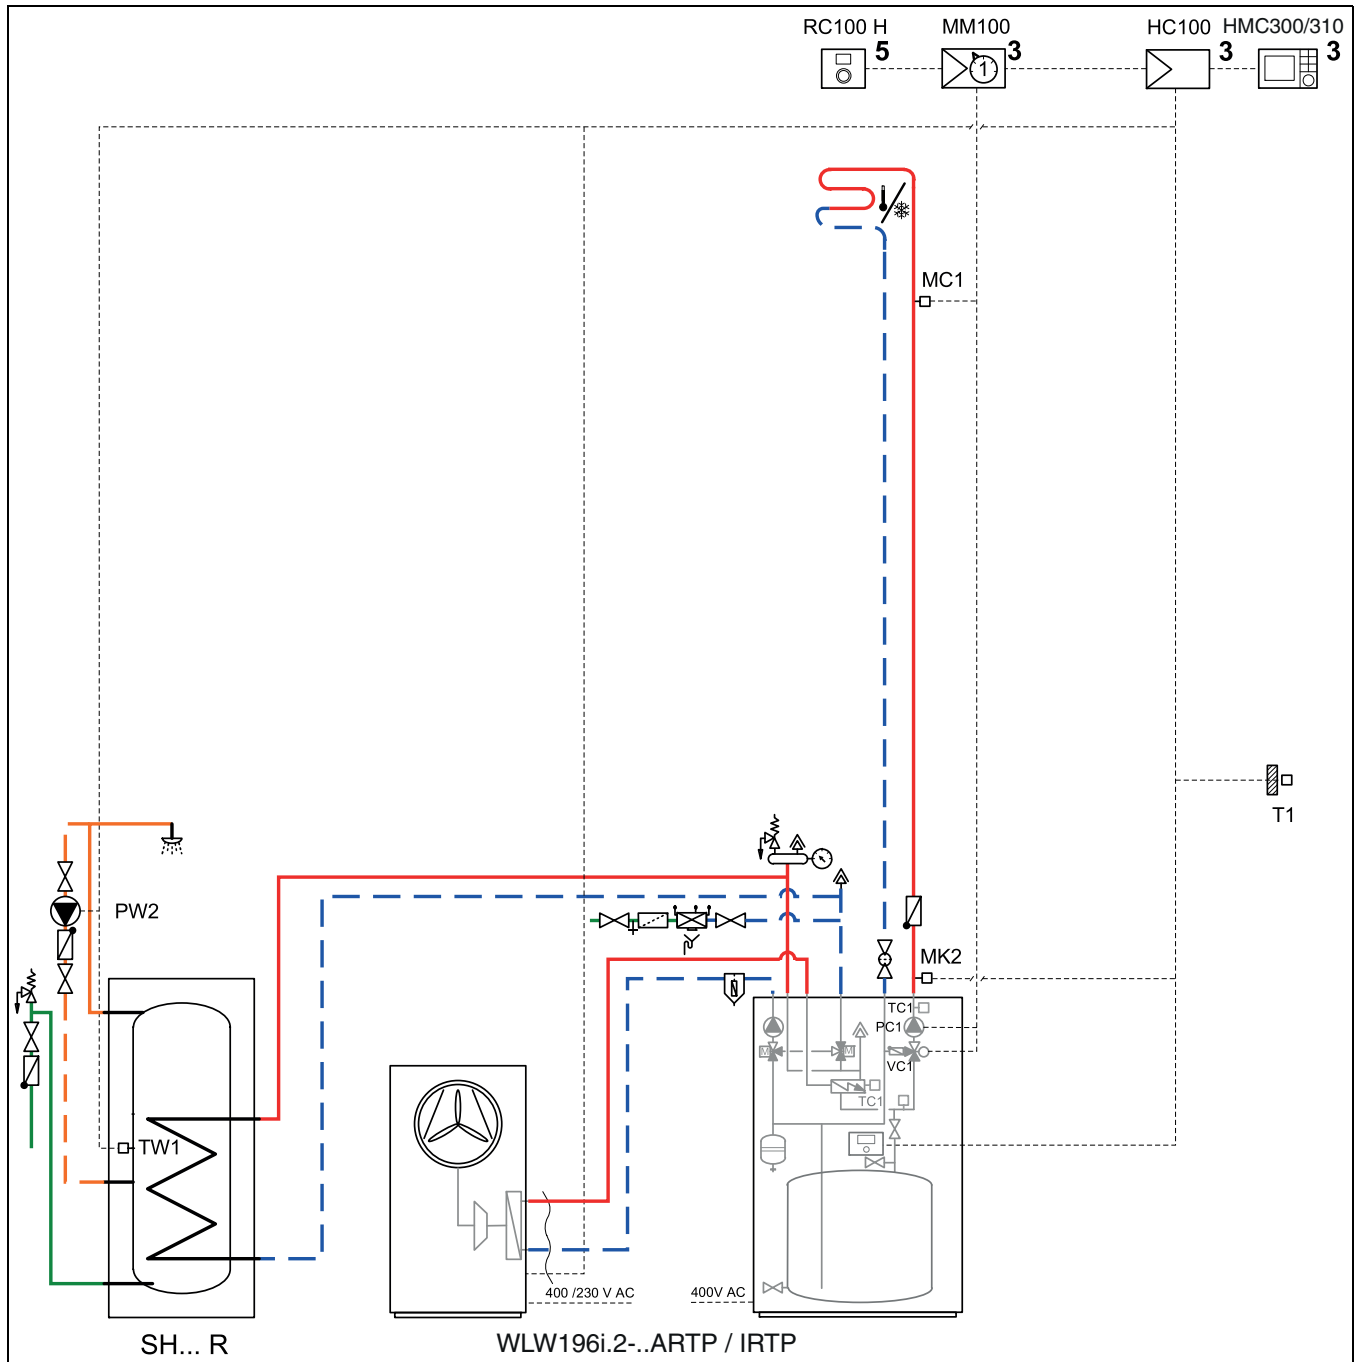 RC100 H
MM100
HC100
HMC300/310
5
3
3
3
1
MC1
T1
PW2
MK2
TC1
PC1
M
M
VC1
TC1
TW1
400 /230 V AC
400V AC
SH... R
WLW196i.2-..ARTP / IRTP